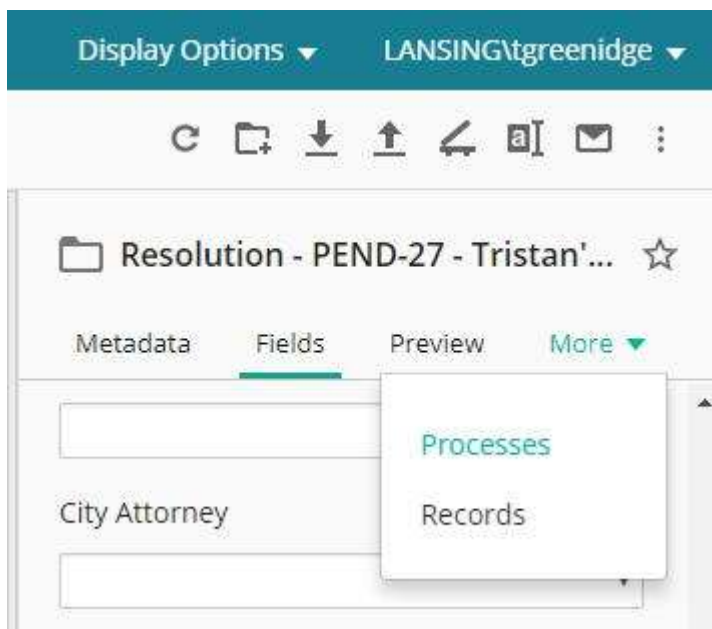 Display Options LANSING\tgreenidge
Resolution - PEND-27 - Tristan'...
Metadata Fields Preview More
Processes
City Attorney Records